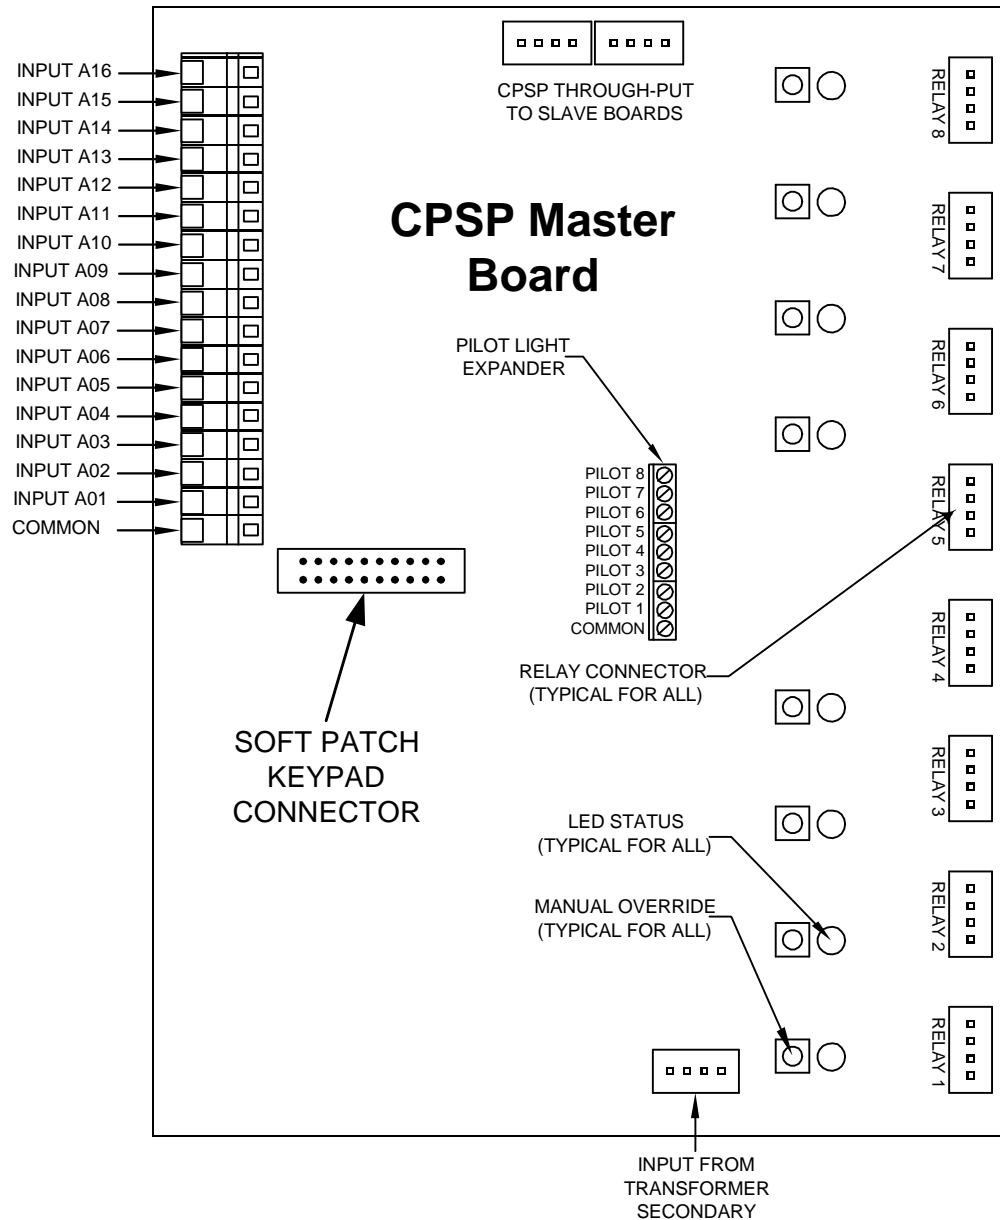 INPUT A16
INPUT A15
INPUT A14
INPUT A13
INPUT A12
INPUT A11
INPUT A10
INPUT A09
INPUT A08
INPUT A07
INPUT A06
INPUT A05
INPUT A04
INPUT A03
INPUT A02
INPUT A01
COMMON
CPSP THROUGH-PUT
TO SLAVE BOARDS
CPSP Master
Board
PILOT LIGHT
EXPANDER
PILOT 8
PILOT 7
PILOT 6
PILOT 5
PILOT 4
PILOT 3
PILOT 2
PILOT 1
COMMON
RELAY CONNECTOR
(TYPICAL FOR ALL)
SOFT PATCH
KEYPAD
CONNECTOR
LED STATUS
(TYPICAL FOR ALL)
MANUAL OVERRIDE
(TYPICAL FOR ALL)
INPUT FROM
TRANSFORMER
SECONDARY
RELAY 8
RELAY 7
RELAY 6
RELAY 5
RELAY 4
RELAY 3
RELAY 2
RELAY 1